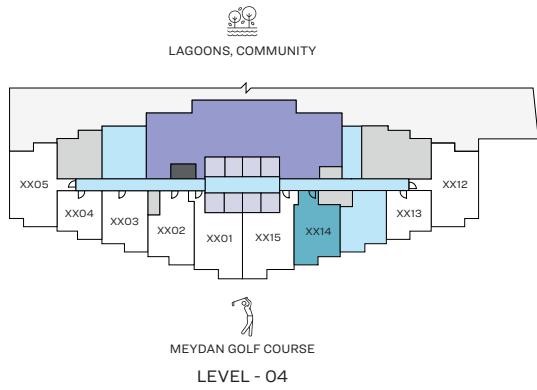 LAGOONS, COMMUNITY
XX05
XX12
XX04
XX03
XX02
XX01
XX15
XX14
XX13
MEYDAN GOLF COURSE
LEVEL - 04